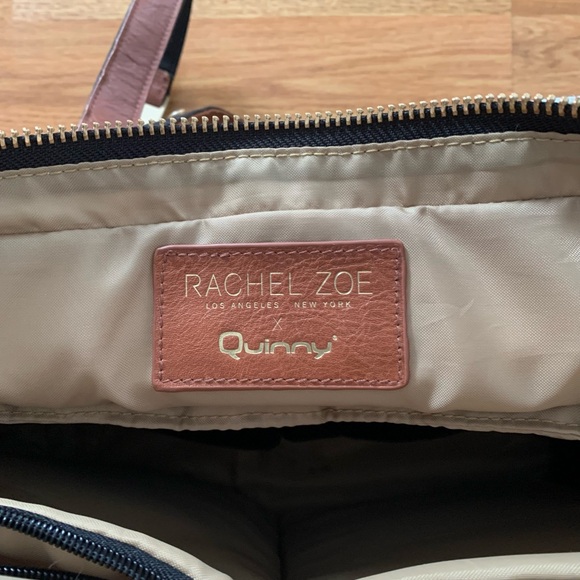 RACHEL ZOE
LOS ANGELES NEW YORK
X
Quinny